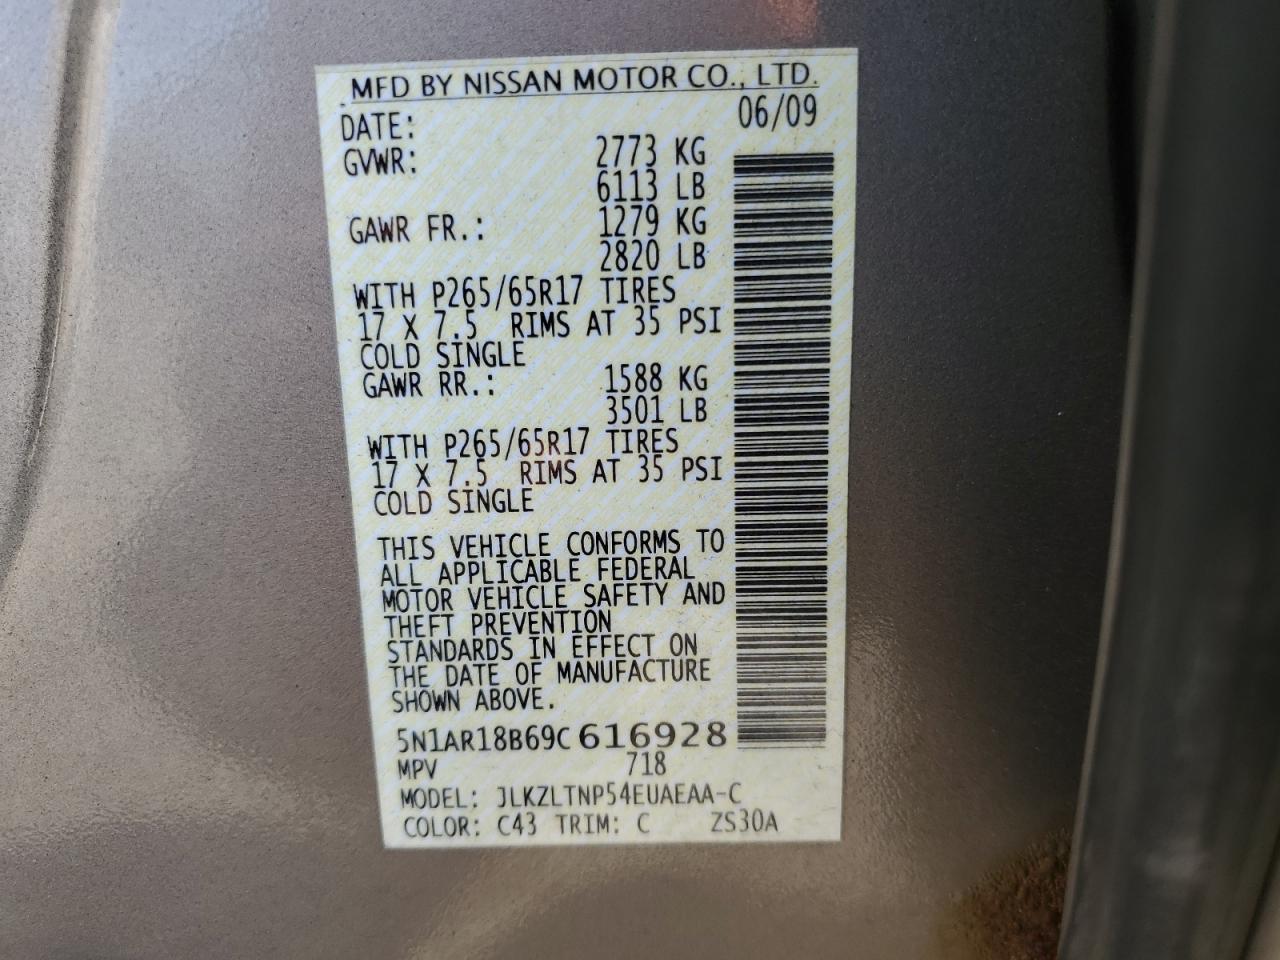 MFD BY NISSAN MOTOR CO., LTD.
DATE: 06/09
GVWR: 2773 KG
6113 LB
GAWR FR.: 1279 KG
2820 LB
WITH P265/65R17 TIRES
17 X 7.5 RIMS AT 35 PSI
COLD SINGLE
GAWR RR.: 1588 KG
3501 LB
WITH P265/65R17 TIRES
17 X 7.5 RIMS AT 35 PSI
COLD SINGLE
THIS VEHICLE CONFORMS TO
ALL APPLICABLE FEDERAL
MOTOR VEHICLE SAFETY AND
THEFT PREVENTION
STANDARDS IN EFFECT ON
THE DATE OF MANUFACTURE
SHOWN ABOVE.
5N1AR18B69C616928
MPV 718
MODEL: JLKZLTNP54EUAEAA-C
COLOR: C43 TRIM: C ZS30A